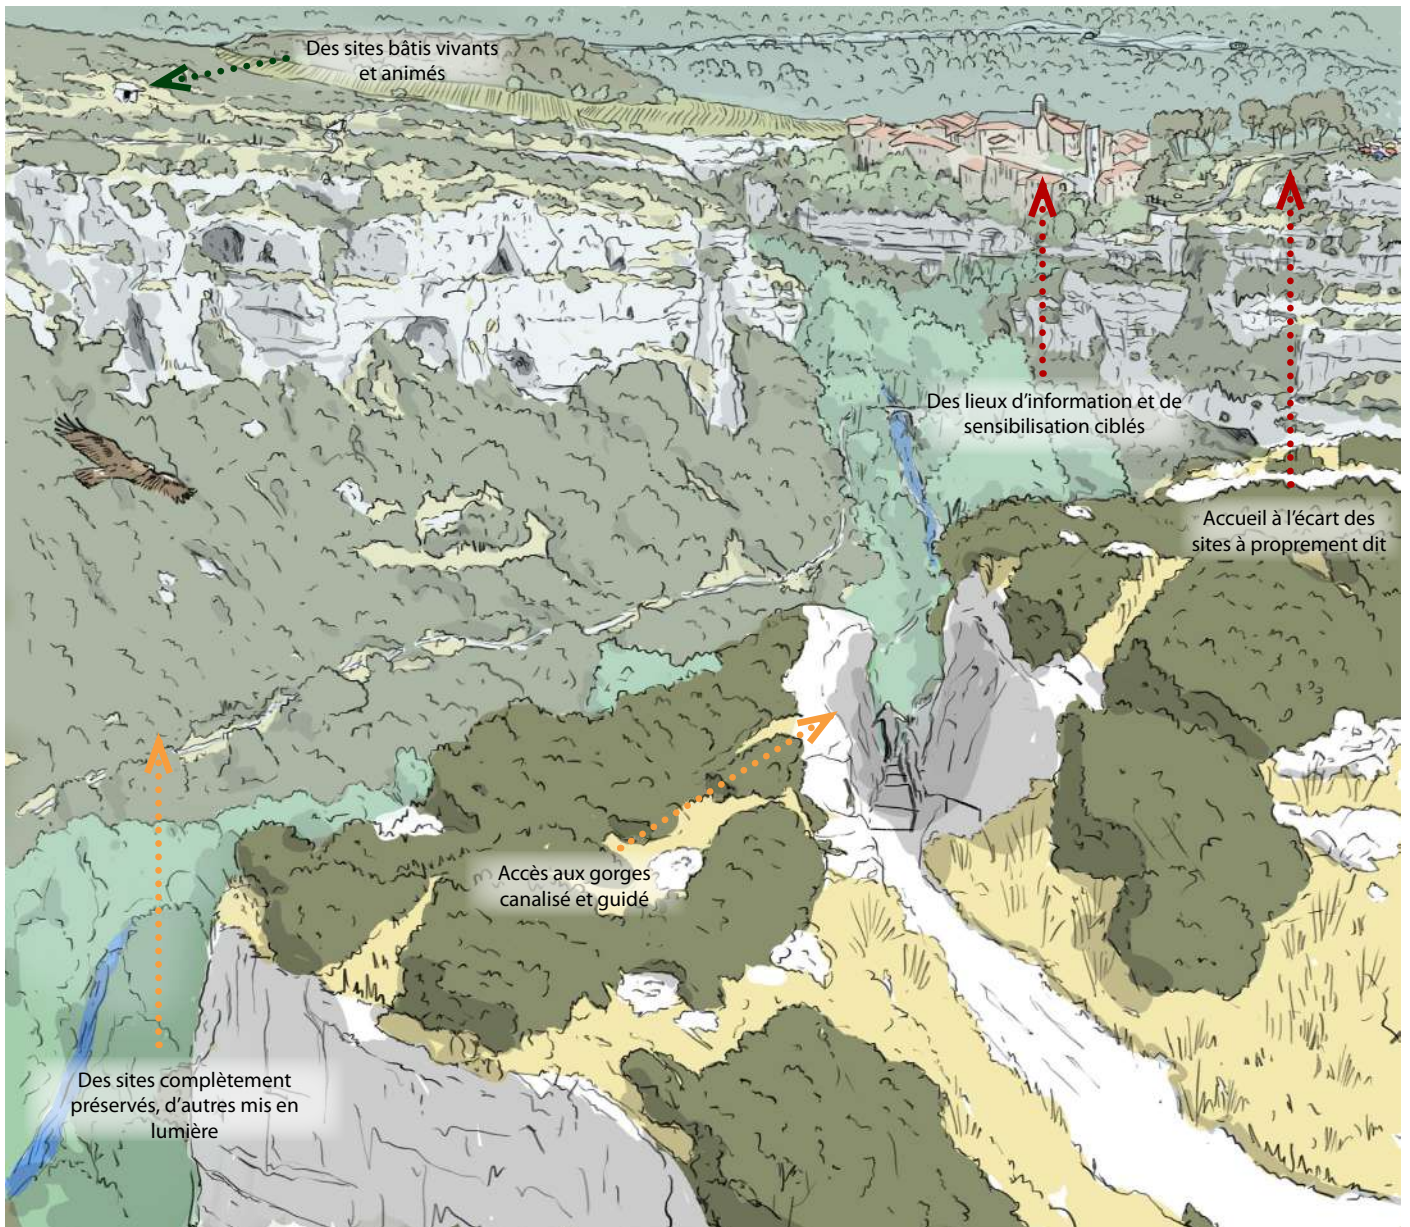 Des sites bâtis vivants
et animés
Des lieux d'information et de
sensibilisation ciblés
Accueil à l'écart des
sites à proprement dit
Accès aux gorges
canalisé et guidé
Des sites complètement
préservés, d'autres mis en
lumière